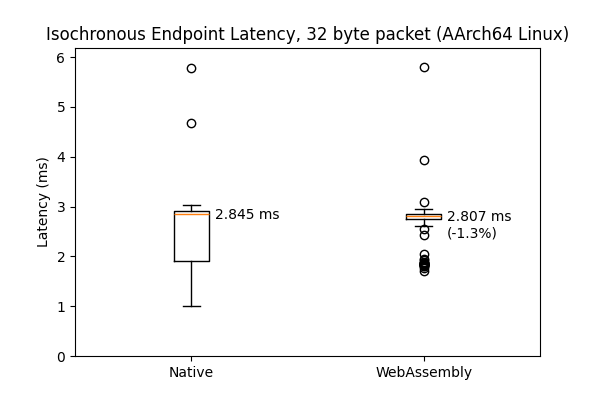 Isochronous Endpoint Latency, 32 byte packet (AArch64 Linux)
6
5
4
3
2
1
0
Latency (ms)
2.845 ms
2.807 ms
(-1.3%)
Native
WebAssembly